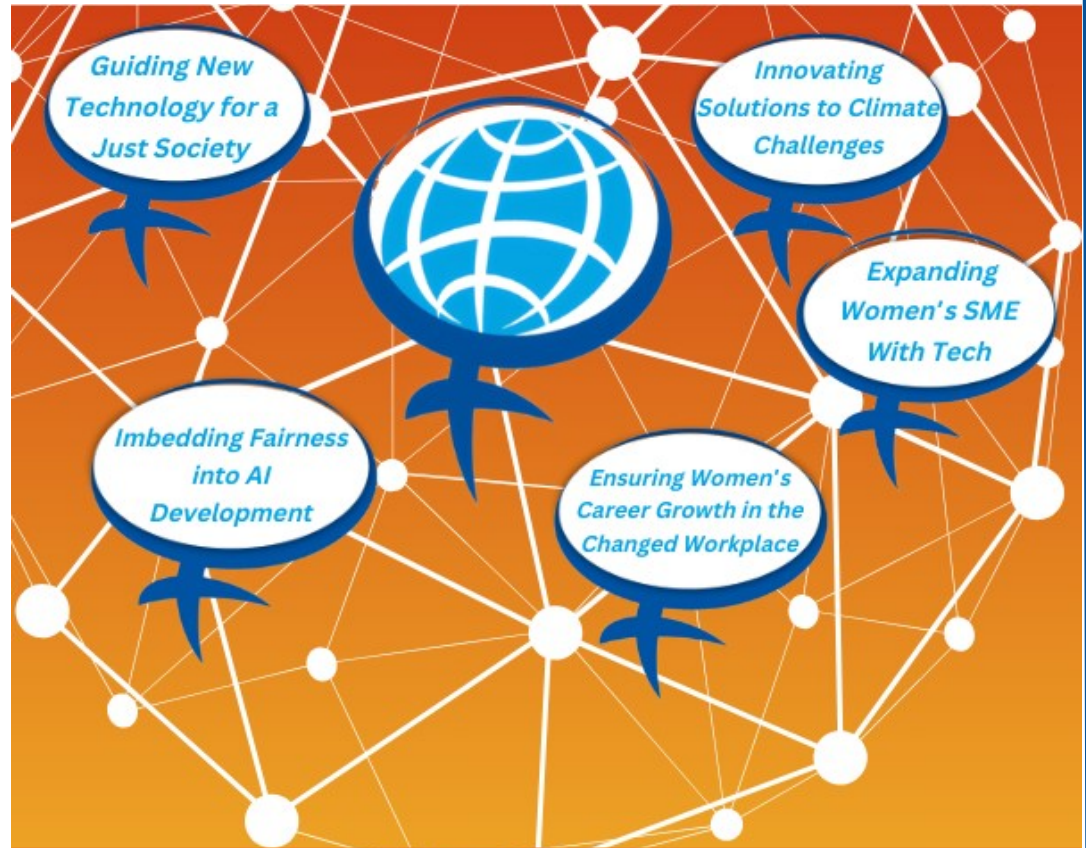 Guiding New
Technology for a
Just Society
Innovating
Solutions to Climate
Challenges
Expanding
Women's SME
With Tech
Imbedding Fairness
into AI
Development
Ensuring Women's
Career Growth in the
Changed Workplace